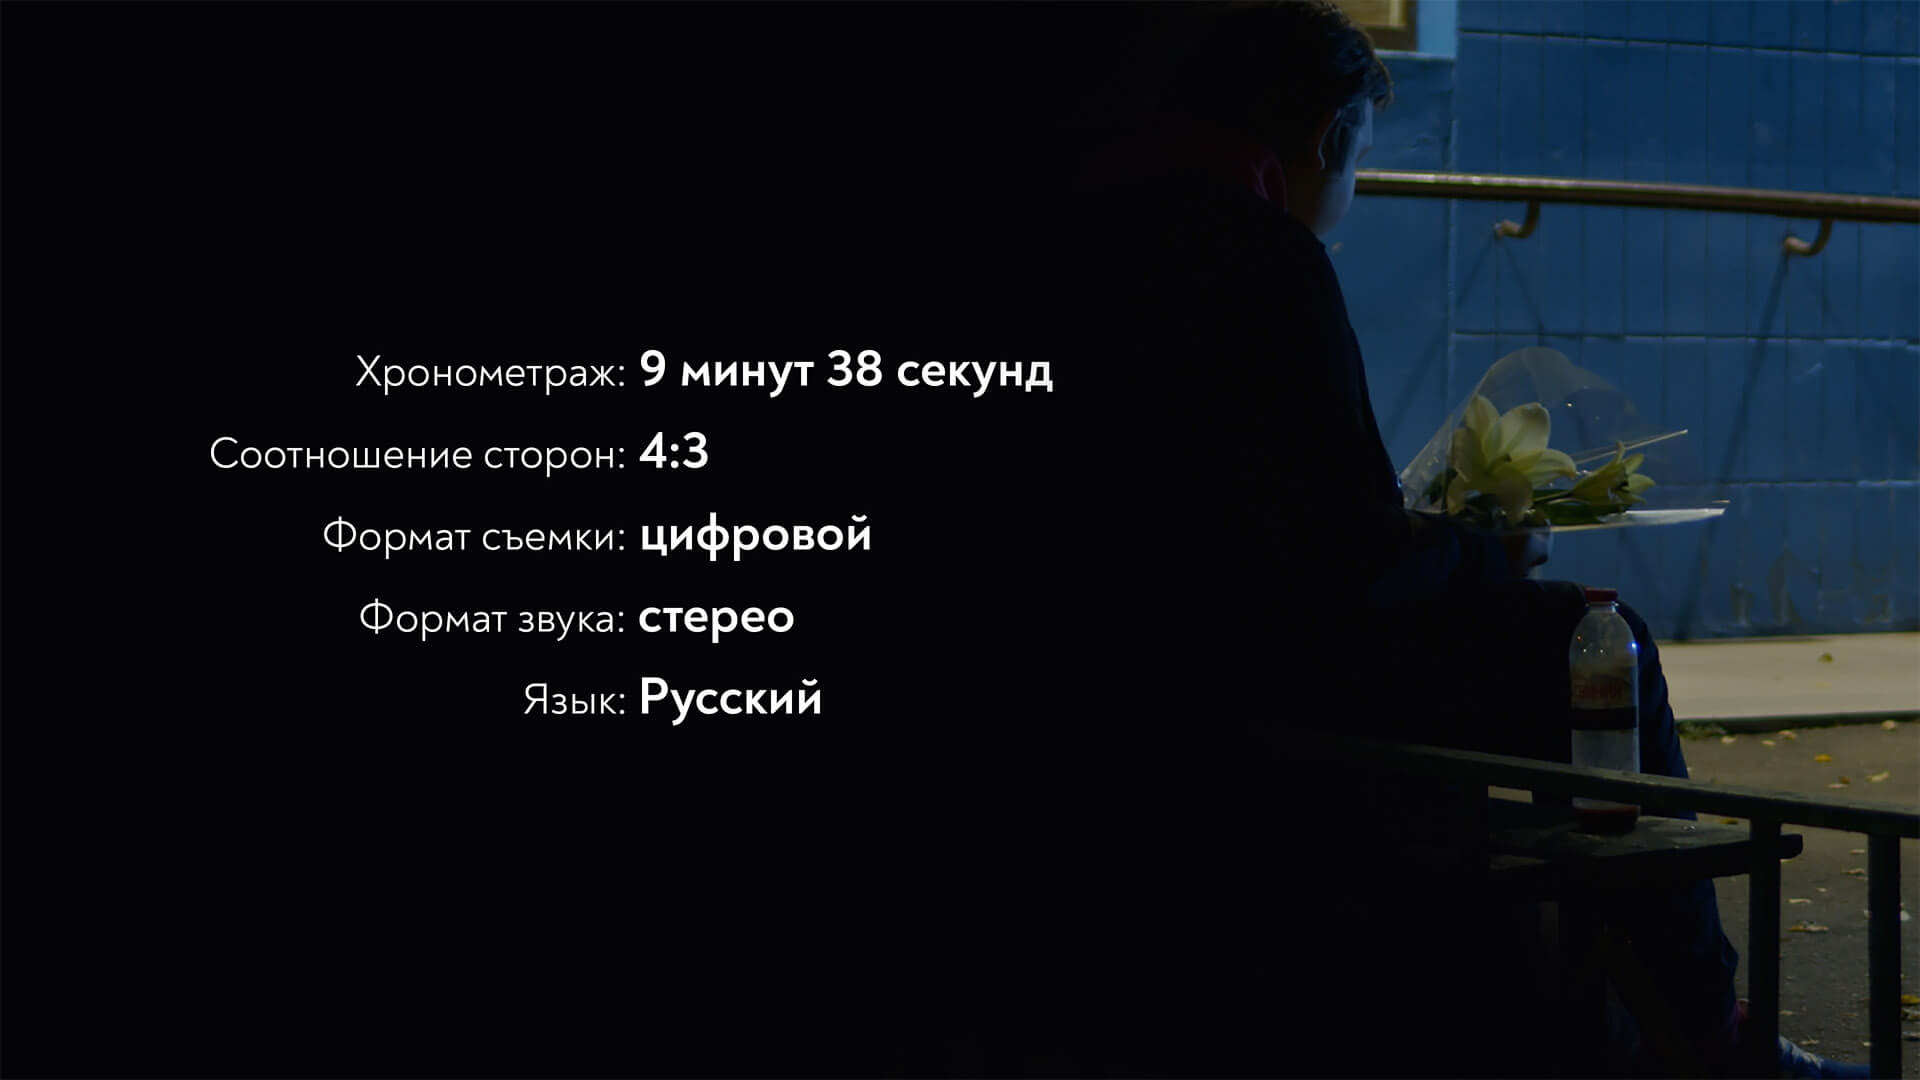 Хронометраж: 9 минут 38 секунд
Соотношение сторон: 4:3
Формат съемки: цифровой
Формат звука: стерео
Язык: Русский